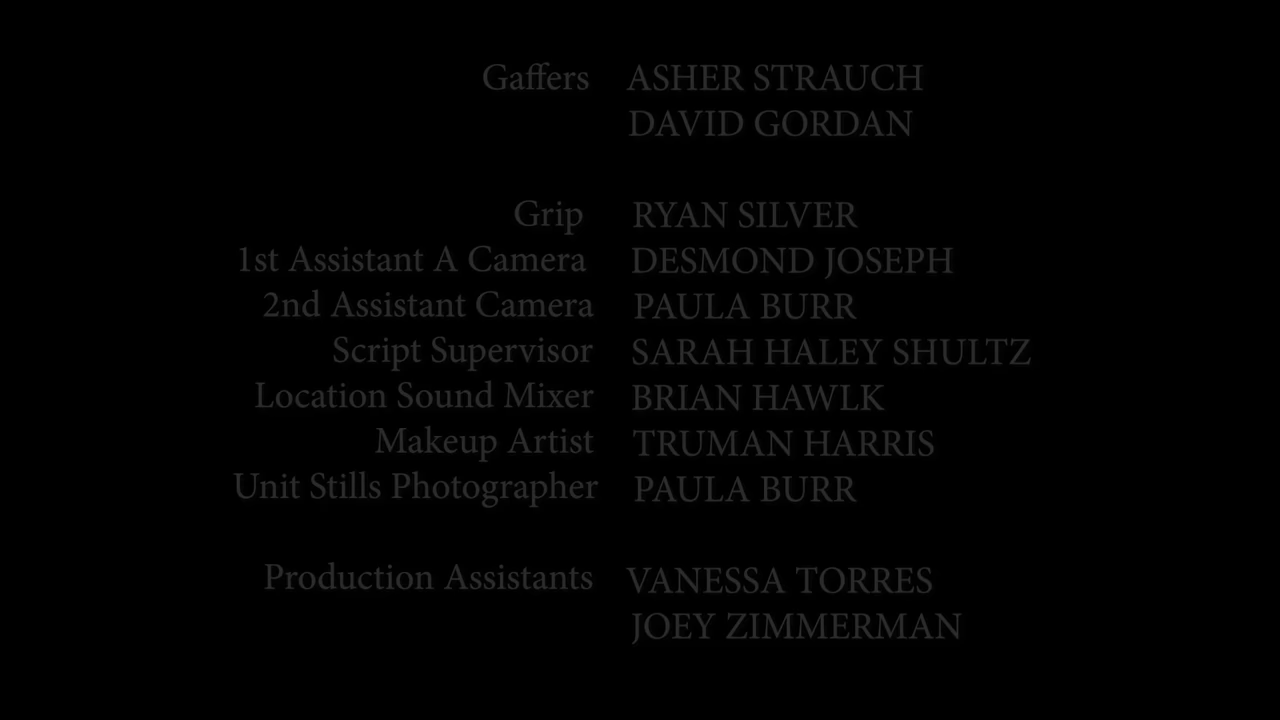 Gaffers ASHER STRAUCH
DAVID GORDAN
Grip RYAN SILVER
1st Assistant A Camera DESMOND JOSEPH
2nd Assistant Camera PAULA BURR
Script Supervisor SARAH HALEY SHULTZ
Location Sound Mixer BRIAN HAWLK
Makeup Artist TRUMAN HARRIS
Unit Stills Photographer PAULA BURR
Production Assistants VANESSA TORRES
JOEY ZIMMERMAN